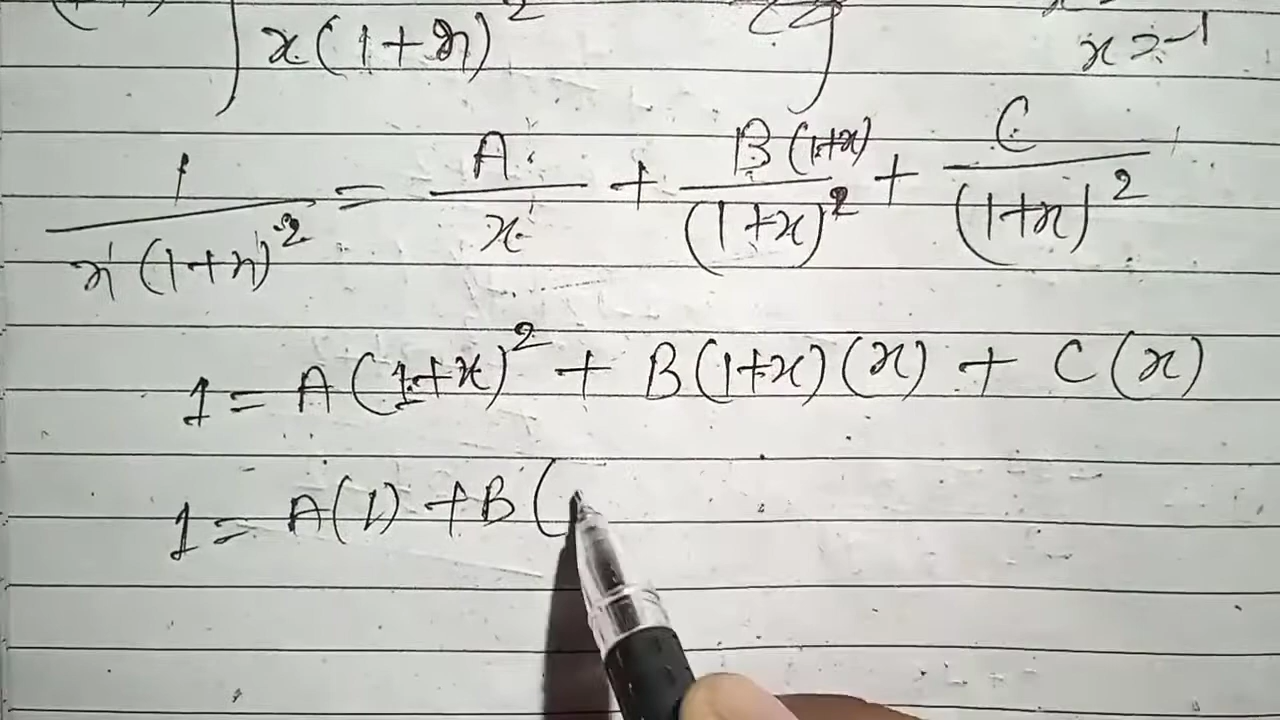 ∫ x(1+x)²
x = -1
1/(x(1+x)²) = A/x + B(1+x)/(1+x)² + C/(1+x)²
1 = A(1+x)² + B(1+x)(x) + C(x)
1 = A(1) + B(